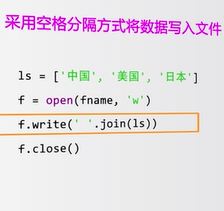 采用空格分隔方式将数据写入文件
ls = ['中国', '美国', '日本']
f = open(fname, 'w')
f.write(' '.join(ls))
f.close()